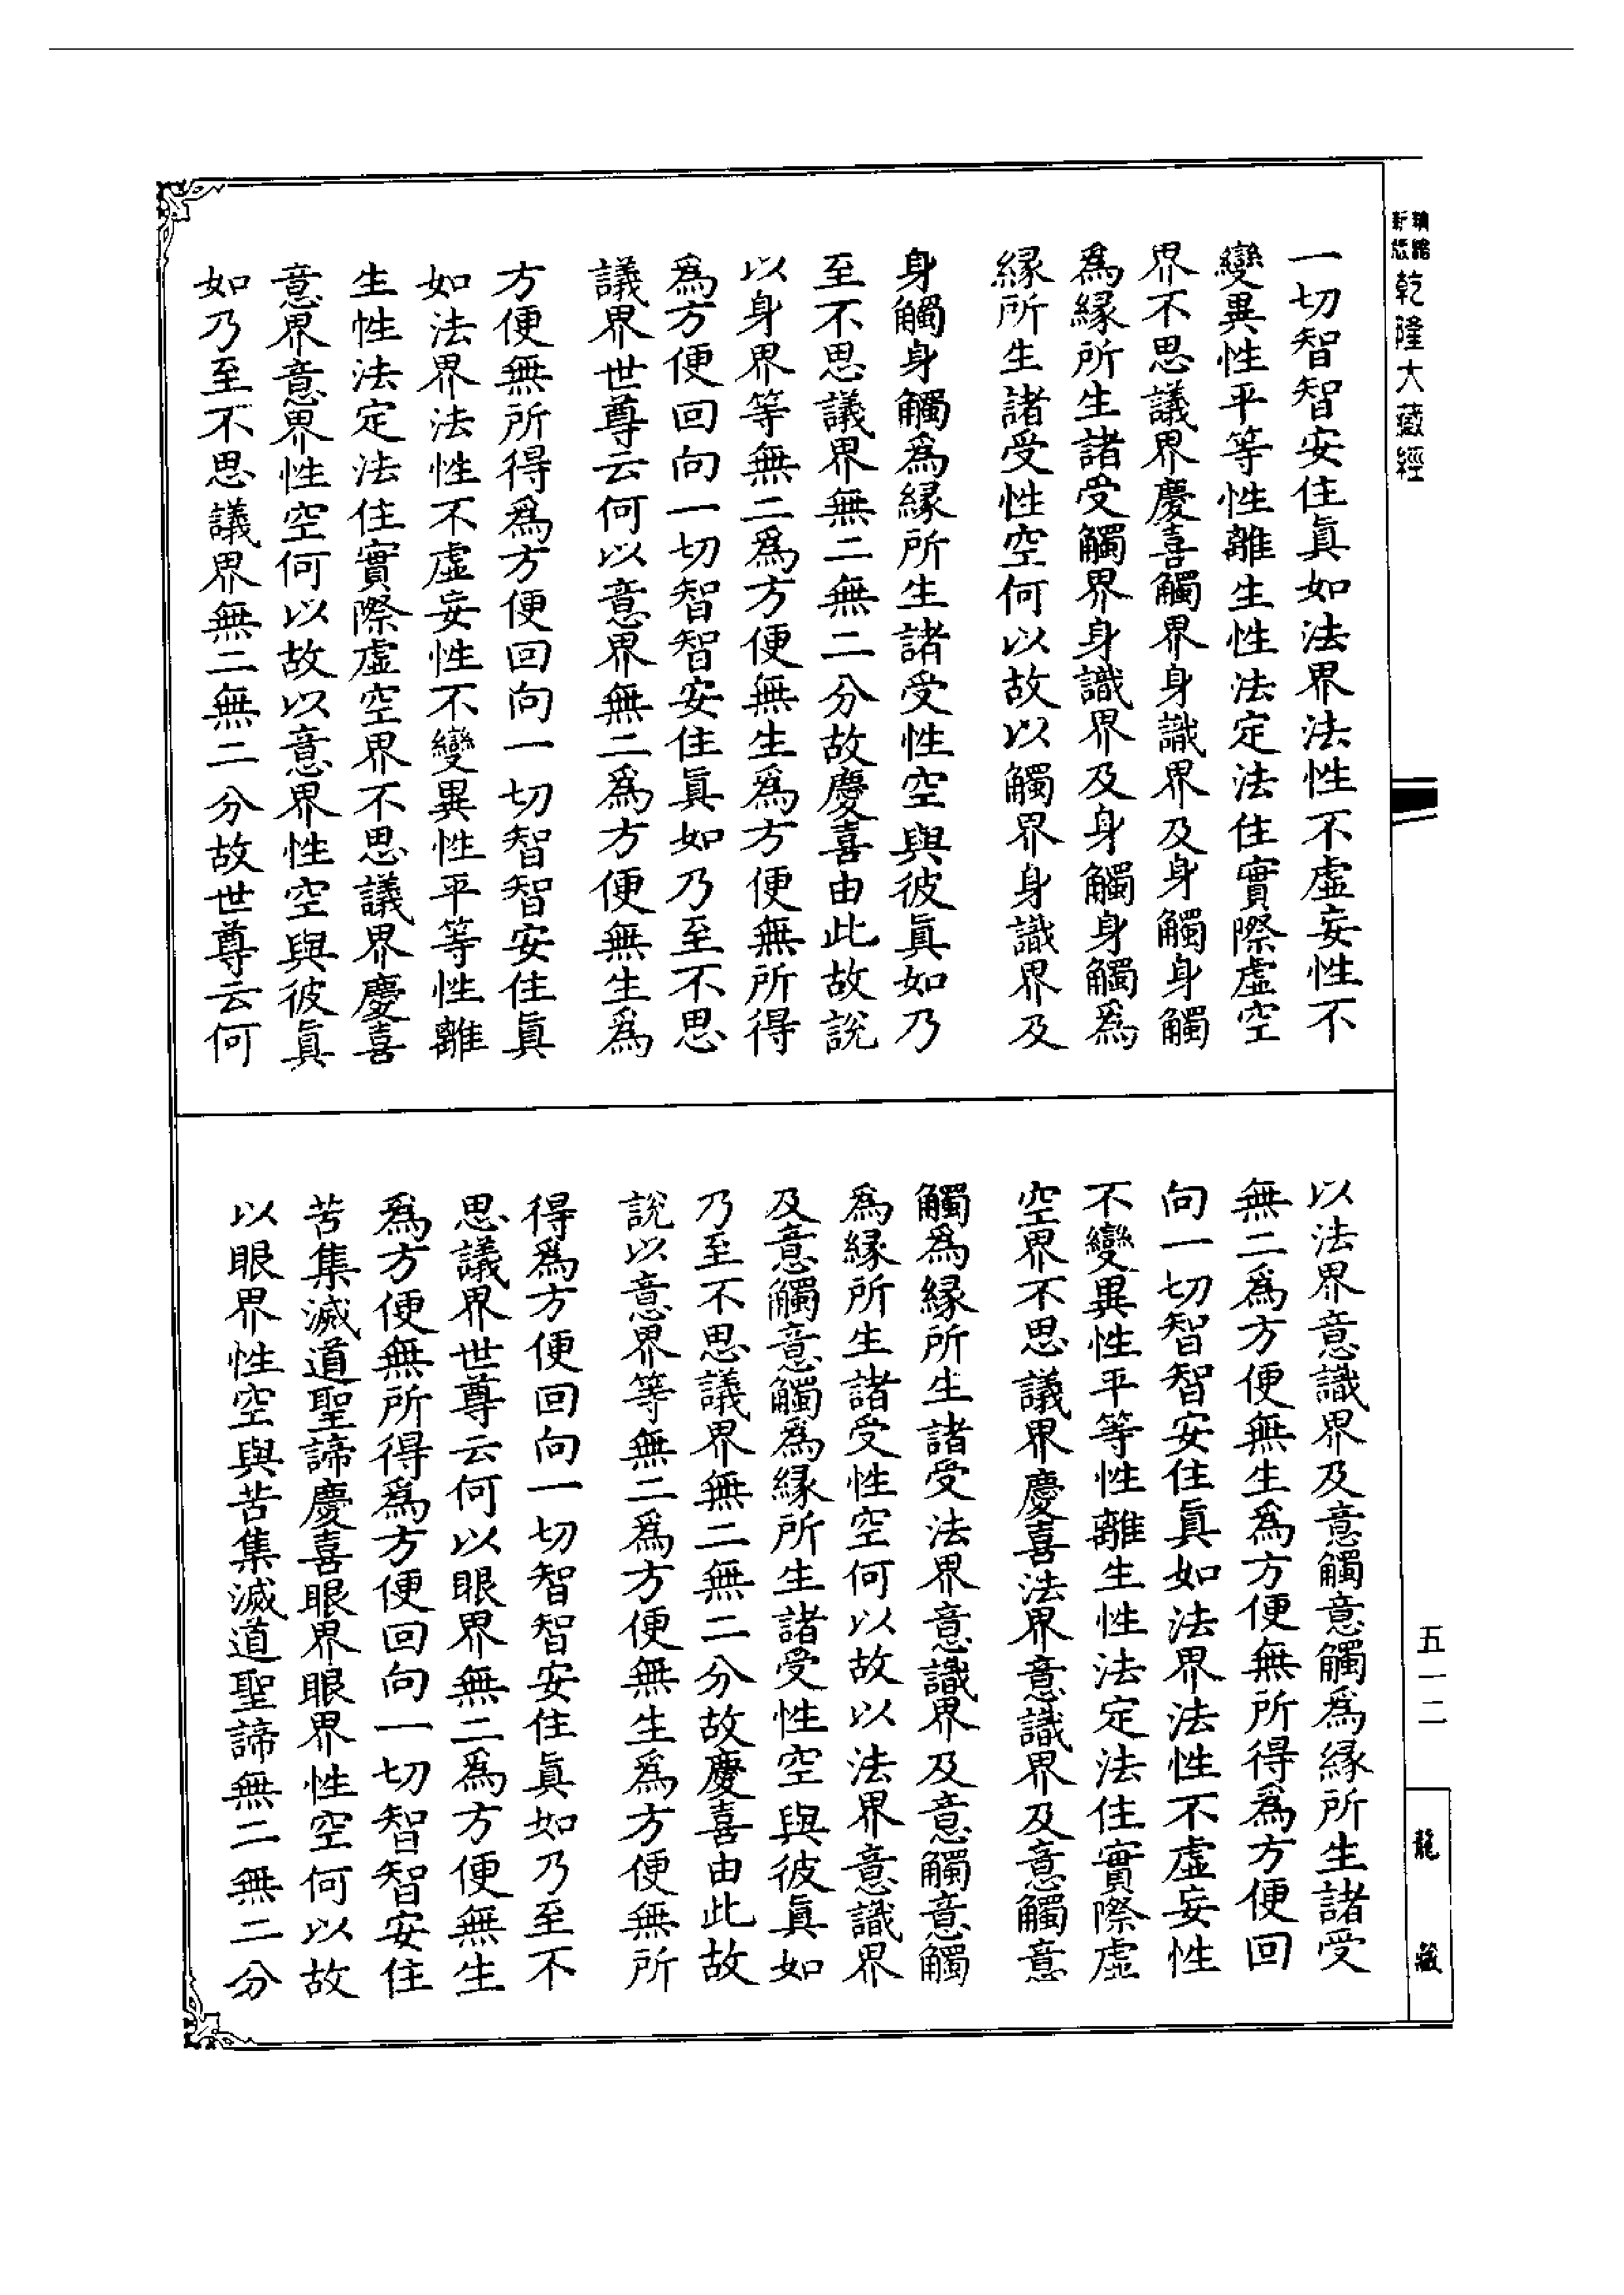 乾隆大藏經
一切智智安住眞如法界法性不虛妄性不
變異性平等性離生性法定法住實際虛空
界不思議界慶喜觸界身識界及身觸身觸
爲緣所生諸受觸界身識界及身觸身觸爲
緣所生諸受性空何以故以觸界身識界及
身觸身觸爲緣所生諸受性空與彼眞如乃
至不思議界無二無二分故慶喜由此故說
以身界等無二爲方便無生爲方便無所得
爲方便回向一切智智安住眞如乃至不思
議界世尊云何以意界無二爲方便無生爲
方便無所得爲方便回向一切智智安住眞
如法界法性不虛妄性不變異性平等性離
生性法定法住實際虛空界不思議界慶喜
意界意界性空何以故以意界性空與彼眞
如乃至不思議界無二無二分故世尊云何
以法界意識界及意觸意觸爲緣所生諸受
無二爲方便無生爲方便無所得爲方便回
向一切智智安住眞如法界法性不虛妄性
不變異性平等性離生性法定法住實際虛
空界不思議界慶喜法界意識界及意觸意
觸爲緣所生諸受法界意識界及意觸意觸
爲緣所生諸受性空何以故以法界意識界
及意觸意觸爲緣所生諸受性空與彼眞如
乃至不思議界無二無二分故慶喜由此故
說以意界等無二爲方便無生爲方便無所
得爲方便回向一切智智安住眞如乃至不
思議界世尊云何以眼界無二爲方便無生
爲方便無所得爲方便回向一切智智安住
苦集滅道聖諦慶喜眼界眼界性空何以故
以眼界性空與苦集滅道聖諦無二無二分
五一二
龍藏